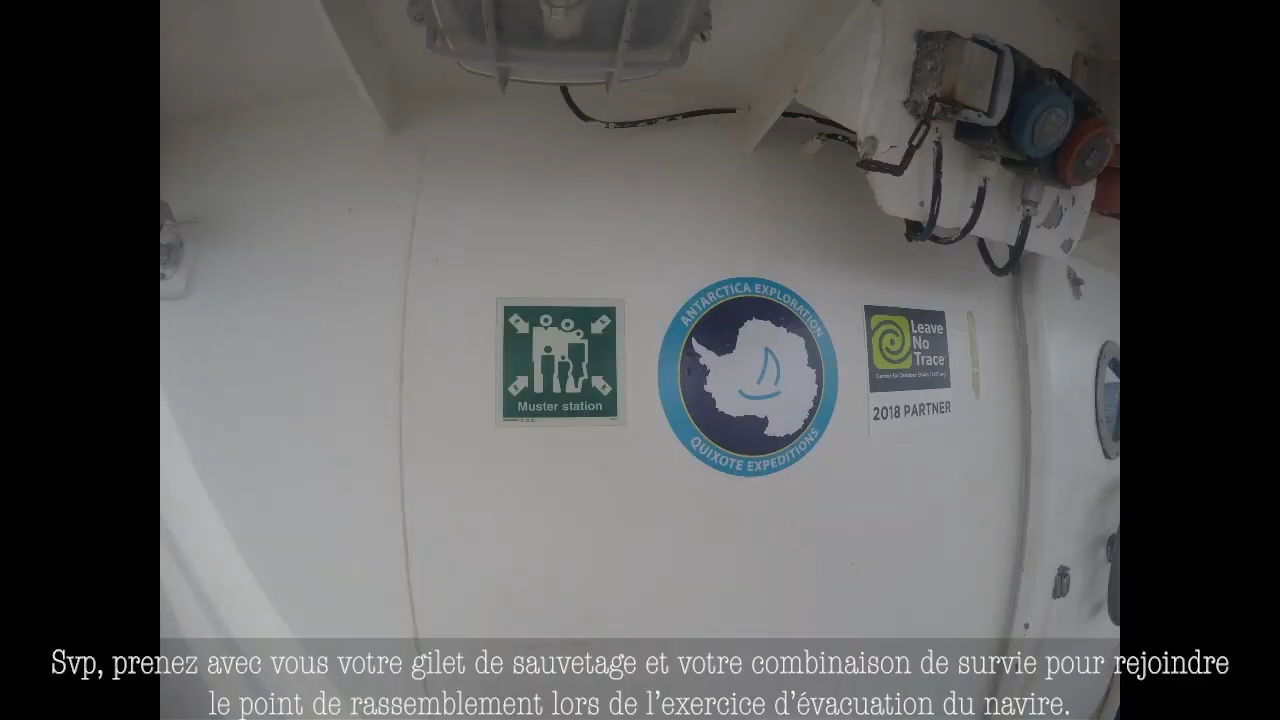 Muster station
ANTARCTICA EXPLORATION
QUIXOTE EXPEDITIONS
Leave
No
Trace
2018 PARTNER
Svp, prenez avec vous votre gilet de sauvetage et votre combinaison de survie pour rejoindre
le point de rassemblement lors de l'exercice d'évacuation du navire.